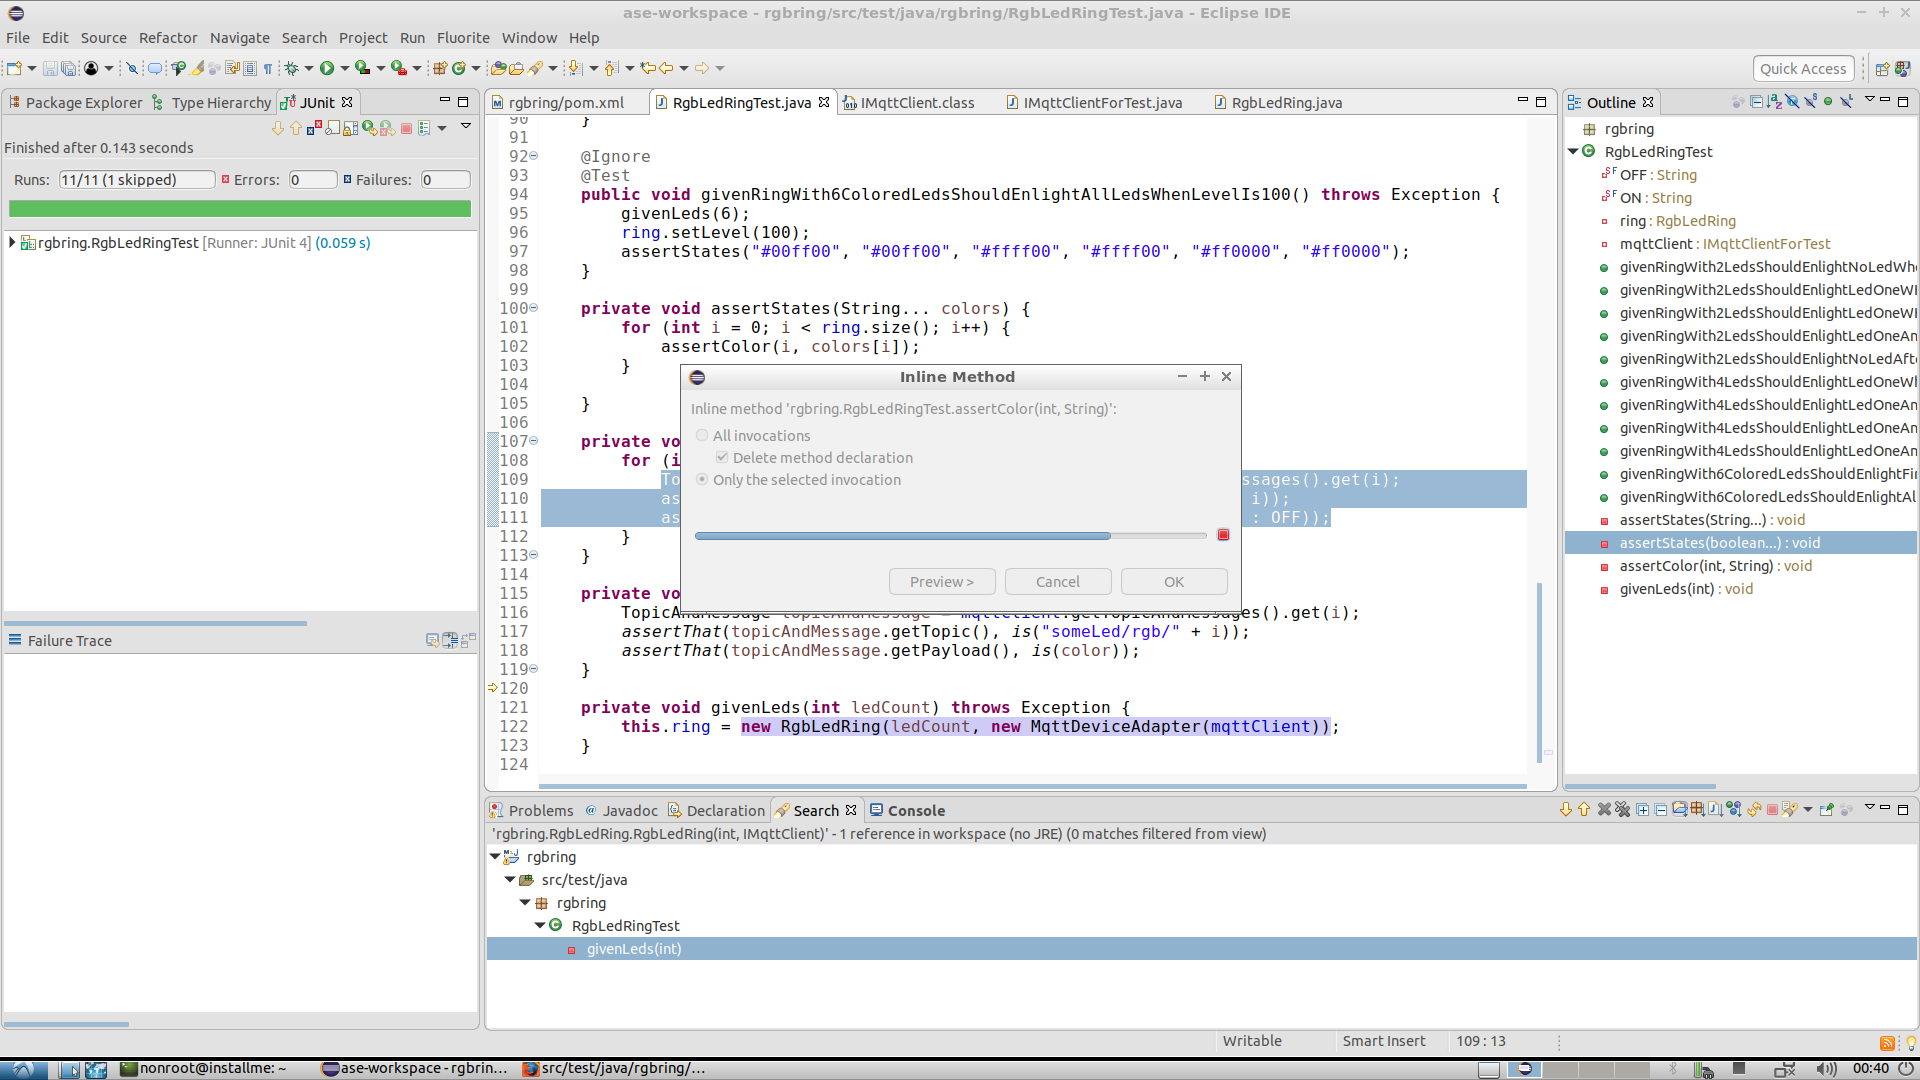 ase-workspace - rgbring/src/test/java/rgbring/RgbLedRingTest.java - Eclipse IDE
File Edit Source Refactor Navigate Search Project Run Fluorite Window Help
Quick Access
Package Explorer Type Hierarchy JUnit
Finished after 0.143 seconds
Runs: 11/11 (1 skipped) Errors: 0 Failures: 0
rgbring.RgbLedRingTest [Runner: JUnit 4] (0.059 s)
Failure Trace
rgbring/pom.xml RgbLedRingTest.java IMqttClient.class IMqttClientForTest.java RgbLedRing.java
90 }
91
92 @Ignore
93 @Test
94 public void givenRingWith6ColoredLedsShouldEnlightAllLedsWhenLevelIs100() throws Exception {
95 givenLeds(6);
96 ring.setLevel(100);
97 assertStates("#00ff00", "#00ff00", "#ffff00", "#ffff00", "#ff0000", "#ff0000");
98 }
99
100 private void assertStates(String... colors) {
101 for (int i = 0; i < ring.size(); i++) {
102 assertColor(i, colors[i]);
103 }
104
105 }
106
107 private vo
108 for (i
109 To ssages().get(i);
110 as i));
111 as : OFF));
112 }
113 }
114
115 private vo
116 TopicAndMessage topicAndMessage = mqttClient.getTopicAndMessages().get(i);
117 assertThat(topicAndMessage.getTopic(), is("someLed/rgb/" + i));
118 assertThat(topicAndMessage.getPayload(), is(color));
119 }
120
121 private void givenLeds(int ledCount) throws Exception {
122 this.ring = new RgbLedRing(ledCount, new MqttDeviceAdapter(mqttClient));
123 }
124
Inline Method
Inline method 'rgbring.RgbLedRingTest.assertColor(int, String)':
All invocations
Delete method declaration
Only the selected invocation
Preview > Cancel OK
Outline
rgbring
RgbLedRingTest
OFF : String
ON : String
ring : RgbLedRing
mqttClient : IMqttClientForTest
givenRingWith2LedsShouldEnlightNoLedWhe
givenRingWith2LedsShouldEnlightLedOneWh
givenRingWith2LedsShouldEnlightLedOneWh
givenRingWith2LedsShouldEnlightLedOneAn
givenRingWith2LedsShouldEnlightNoLedAfte
givenRingWith4LedsShouldEnlightLedOneWh
givenRingWith4LedsShouldEnlightLedOneAn
givenRingWith4LedsShouldEnlightLedOneAn
givenRingWith4LedsShouldEnlightLedOneAn
givenRingWith6ColoredLedsShouldEnlightFi
givenRingWith6ColoredLedsShouldEnlightAl
assertStates(String...) : void
assertStates(boolean...) : void
assertColor(int, String) : void
givenLeds(int) : void
Problems Javadoc Declaration Search Console
'rgbring.RgbLedRing.RgbLedRing(int, IMqttClient)' - 1 reference in workspace (no JRE) (0 matches filtered from view)
rgbring
src/test/java
rgbring
RgbLedRingTest
givenLeds(int)
Writable Smart Insert 109 : 13
nonroot@installme: ~ ase-workspace - rgbrin... src/test/java/rgbring/... 00:40